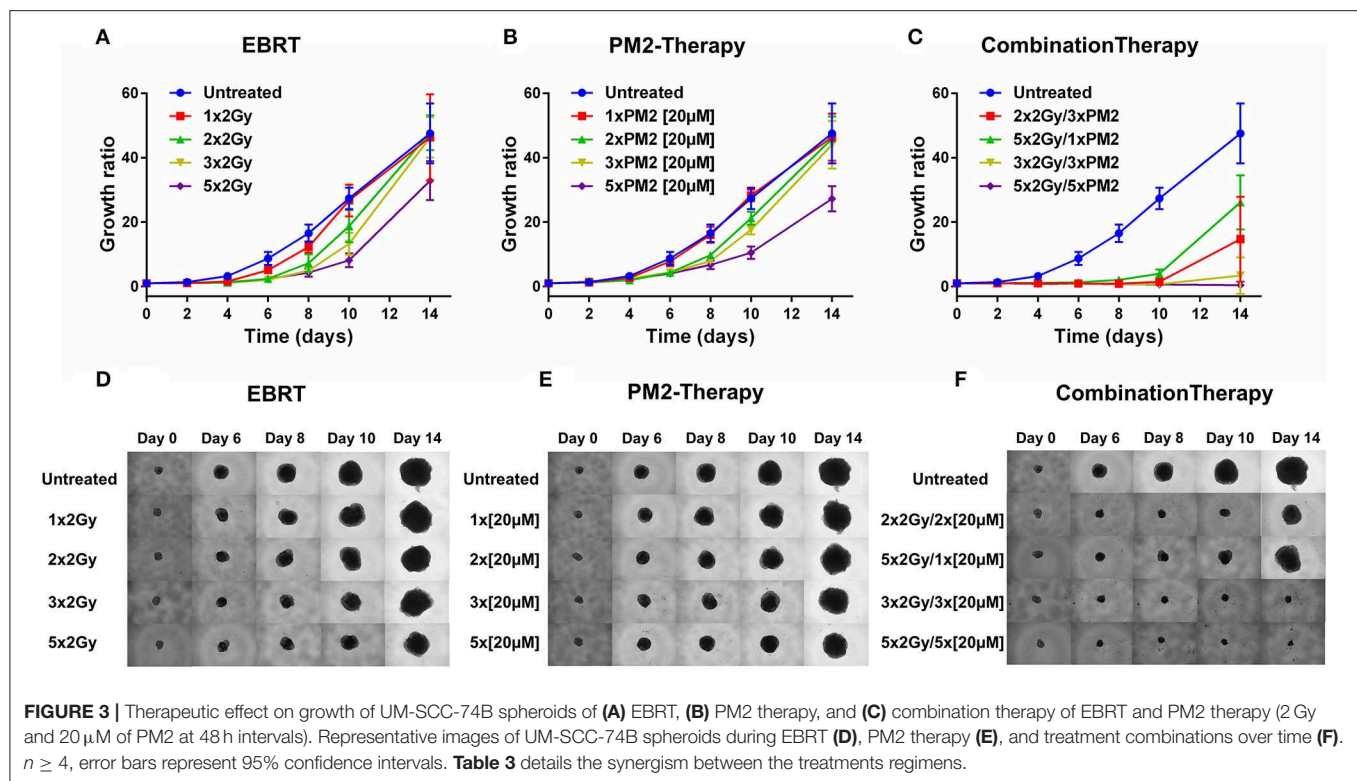 A
EBRT
Untreated
1x2Gy
2x2Gy
3x2Gy
5x2Gy
Growth ratio
60
40
20
0
0 2 4 6 8 10 12 14
Time (days)
B
PM2-Therapy
Untreated
1xPM2 [20µM]
2xPM2 [20µM]
3xPM2 [20µM]
5xPM2 [20µM]
Growth ratio
60
40
20
0
0 2 4 6 8 10 12 14
Time (days)
C
CombinationTherapy
Untreated
2x2Gy/3xPM2
5x2Gy/1xPM2
3x2Gy/3xPM2
5x2Gy/5xPM2
Growth ratio
60
40
20
0
0 2 4 6 8 10 12 14
Time (days)
D
EBRT
Day 0 Day 6 Day 8 Day 10 Day 14
Untreated
1x2Gy
2x2Gy
3x2Gy
5x2Gy
E
PM2-Therapy
Day 0 Day 6 Day 8 Day 10 Day 14
Untreated
1x[20µM]
2x[20µM]
3x[20µM]
5x[20µM]
F
CombinationTherapy
Day 0 Day 6 Day 8 Day 10 Day 14
Untreated
2x2Gy/2x[20µM]
5x2Gy/1x[20µM]
3x2Gy/3x[20µM]
5x2Gy/5x[20µM]
FIGURE 3 | Therapeutic effect on growth of UM-SCC-74B spheroids of (A) EBRT, (B) PM2 therapy, and (C) combination therapy of EBRT and PM2 therapy (2 Gy
and 20 µM of PM2 at 48 h intervals). Representative images of UM-SCC-74B spheroids during EBRT (D), PM2 therapy (E), and treatment combinations over time (F).
n ≥ 4, error bars represent 95% confidence intervals. Table 3 details the synergism between the treatments regimens.